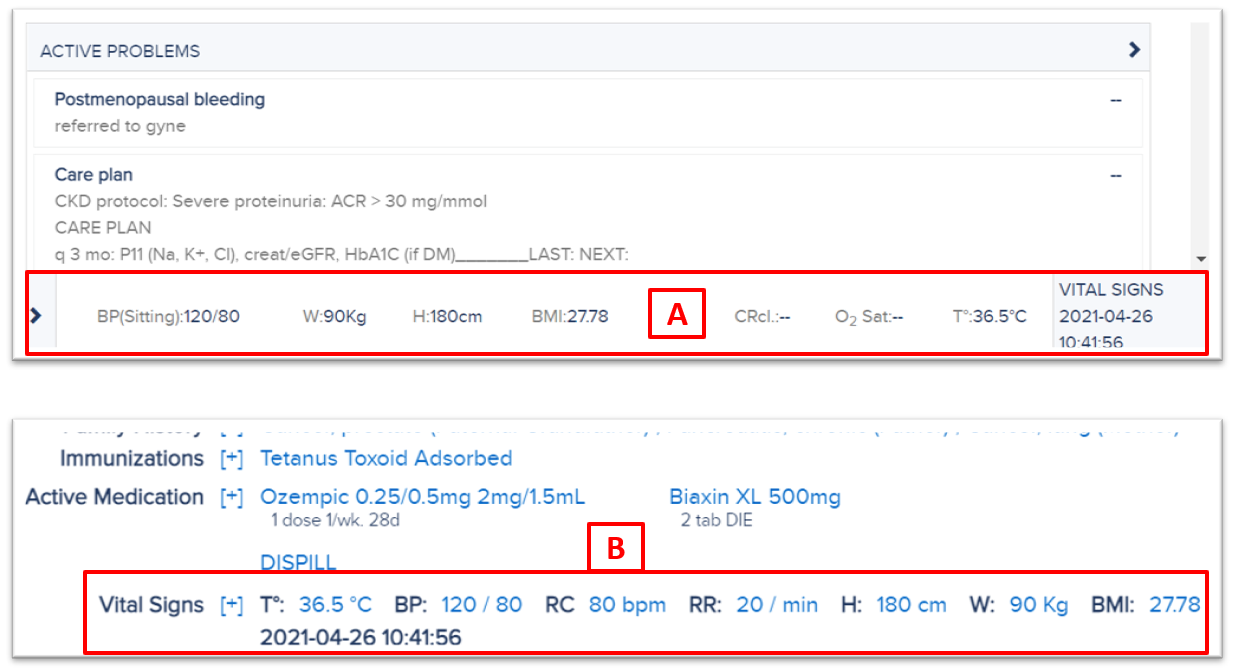 ACTIVE PROBLEMS
Postmenopausal bleeding --
referred to gyne
Care plan --
CKD protocol: Severe proteinuria: ACR > 30 mg/mmol
CARE PLAN
q 3 mo: P11 (Na, K+, Cl), creat/eGFR, HbA1C (if DM)________LAST: NEXT:
BP(Sitting):120/80 W:90Kg H:180cm BMI:27.78 A CRcl.:-- O2 Sat:-- T°:36.5°C
VITAL SIGNS
2021-04-26
10:41:56
Immunizations [+] Tetanus Toxoid Adsorbed
Active Medication [+] Ozempic 0.25/0.5mg 2mg/1.5mL Biaxin XL 500mg
1 dose 1/wk. 28d 2 tab DIE
B
DISPILL
Vital Signs [+] T°: 36.5 °C BP: 120 / 80 RC 80 bpm RR: 20 / min H: 180 cm W: 90 Kg BMI: 27.78
2021-04-26 10:41:56